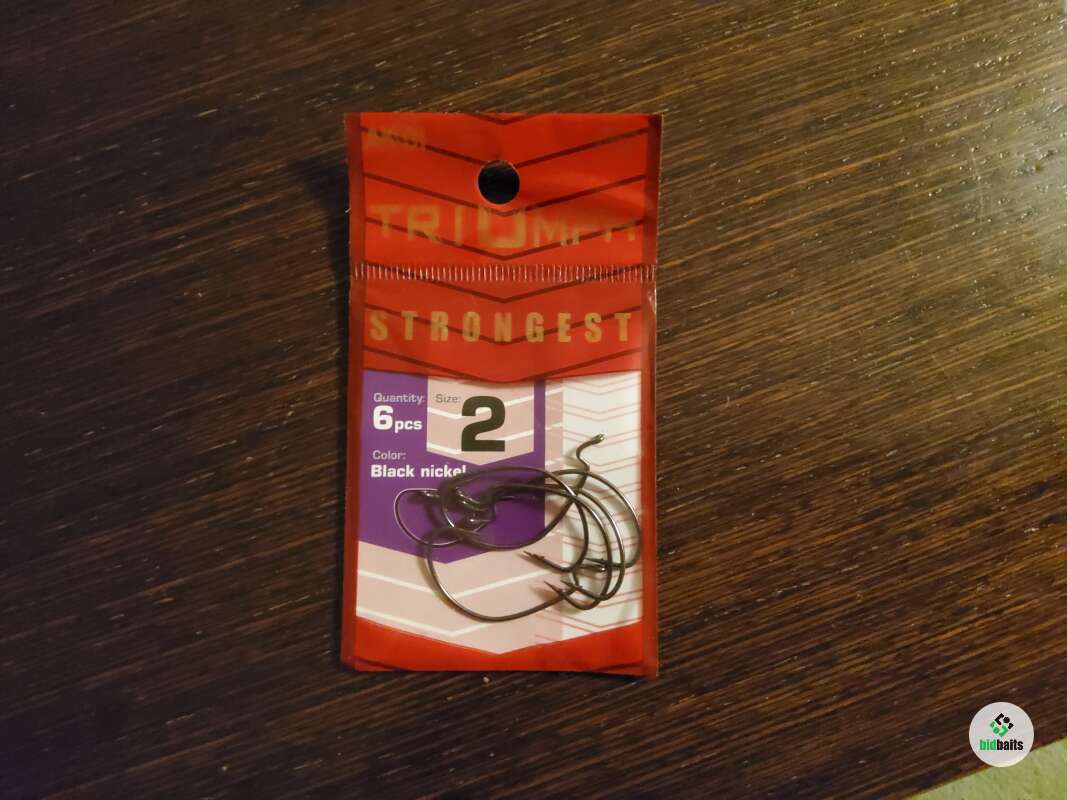 TRIUMPH
STRONGEST
Quantity:
6pcs
Size:
2
Color:
Black nickel
bidbaits